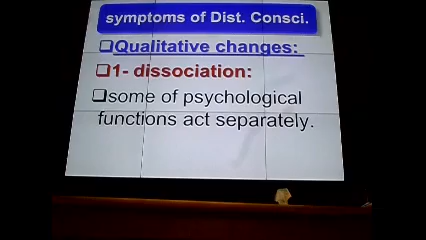 symptoms of Dist. Consci.
❑Qualitative changes:
❑1- dissociation:
❑some of psychological
functions act separately.